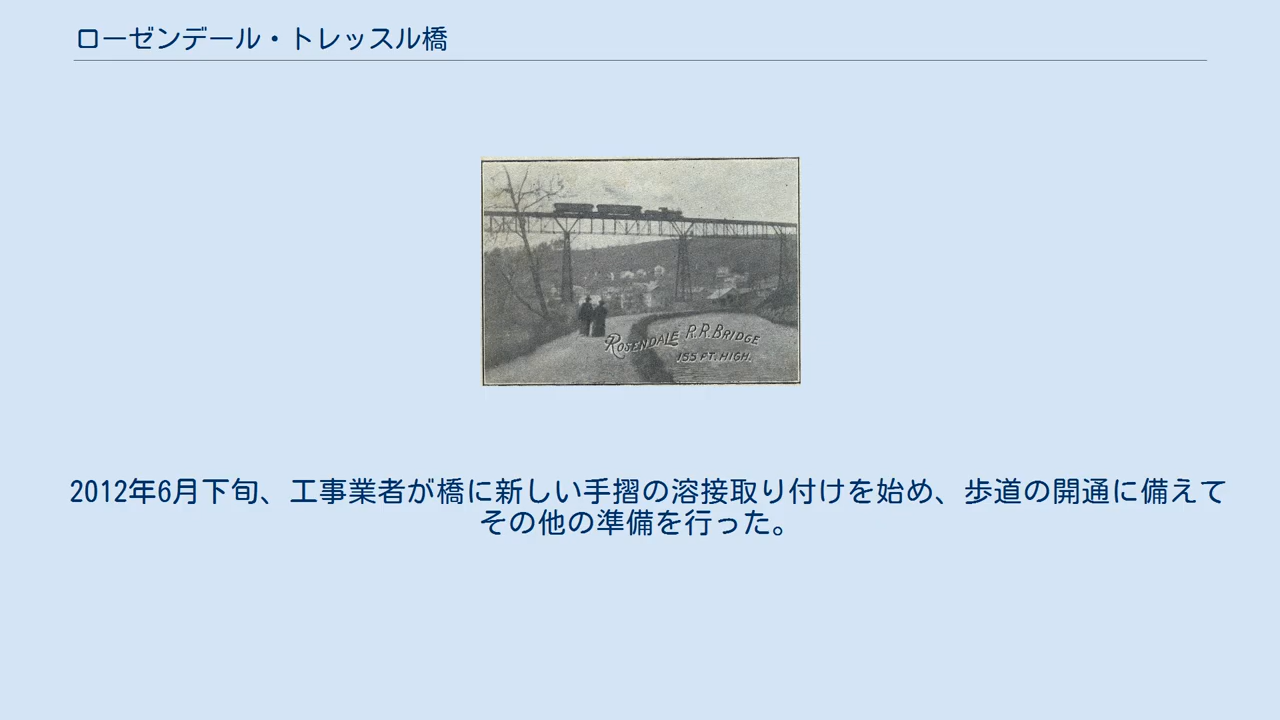 ローゼンデール・トレッスル橋
ROSENDALE R.R. BRIDGE
155 FT. HIGH.
2012年6月下旬、工事業者が橋に新しい手摺の溶接取り付けを始め、歩道の開通に備えて
その他の準備を行った。